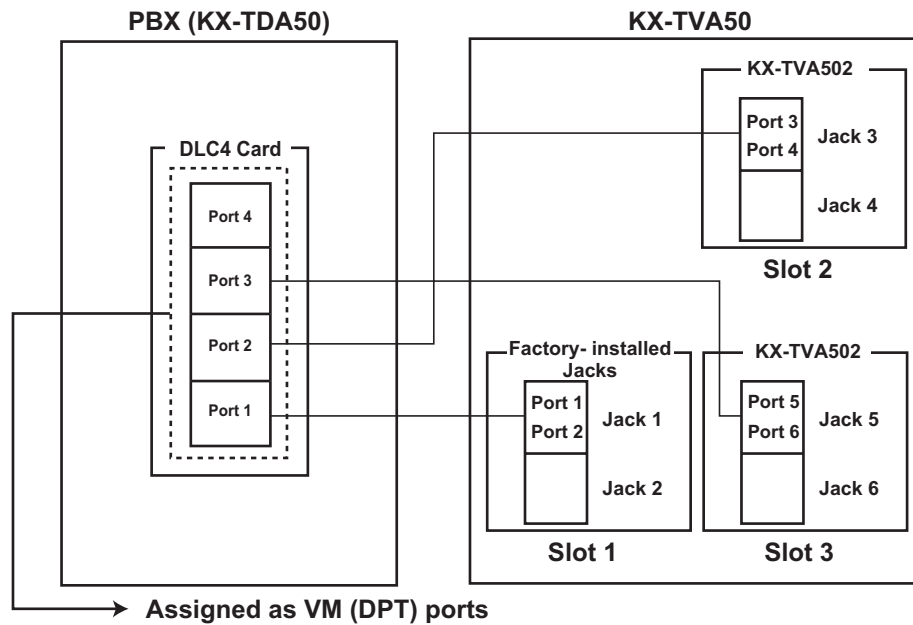 PBX (KX-TDA50)
DLC4 Card
Port 4
Port 3
Port 2
Port 1
KX-TVA50
KX-TVA502
Port 3
Port 4
Jack 3
Jack 4
Slot 2
Factory- installed
Jacks
Port 1
Port 2
Jack 1
Jack 2
Slot 1
KX-TVA502
Port 5
Port 6
Jack 5
Jack 6
Slot 3
Assigned as VM (DPT) ports